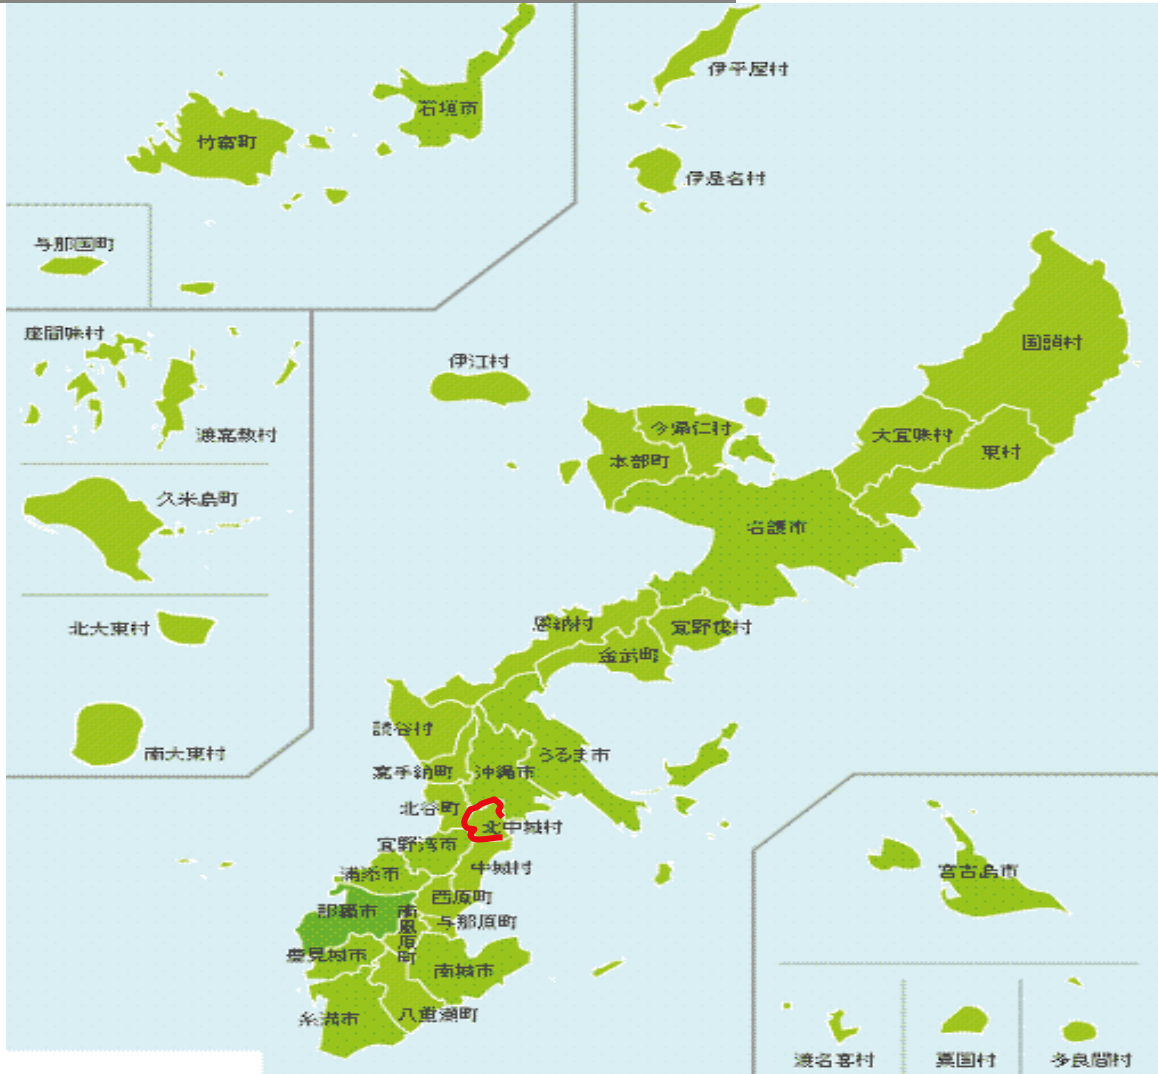 伊平屋村
石垣市
竹富町
伊是名村
与那国町
座間味村
国頭村
伊江村
渡嘉敷村
今帰仁村
大宜味村
東村
本部町
久米島町
名護市
北大東村
恩納村
宜野座村
金武町
読谷村
南大東村
うるま市
嘉手納町
沖縄市
北谷町
北中城村
宜野湾市
中城村
浦添市
宮古島市
西原町
那覇市
南風原町
与那原町
豊見城市
南城市
糸満市
八重瀬町
渡名喜村
粟国村
多良間村